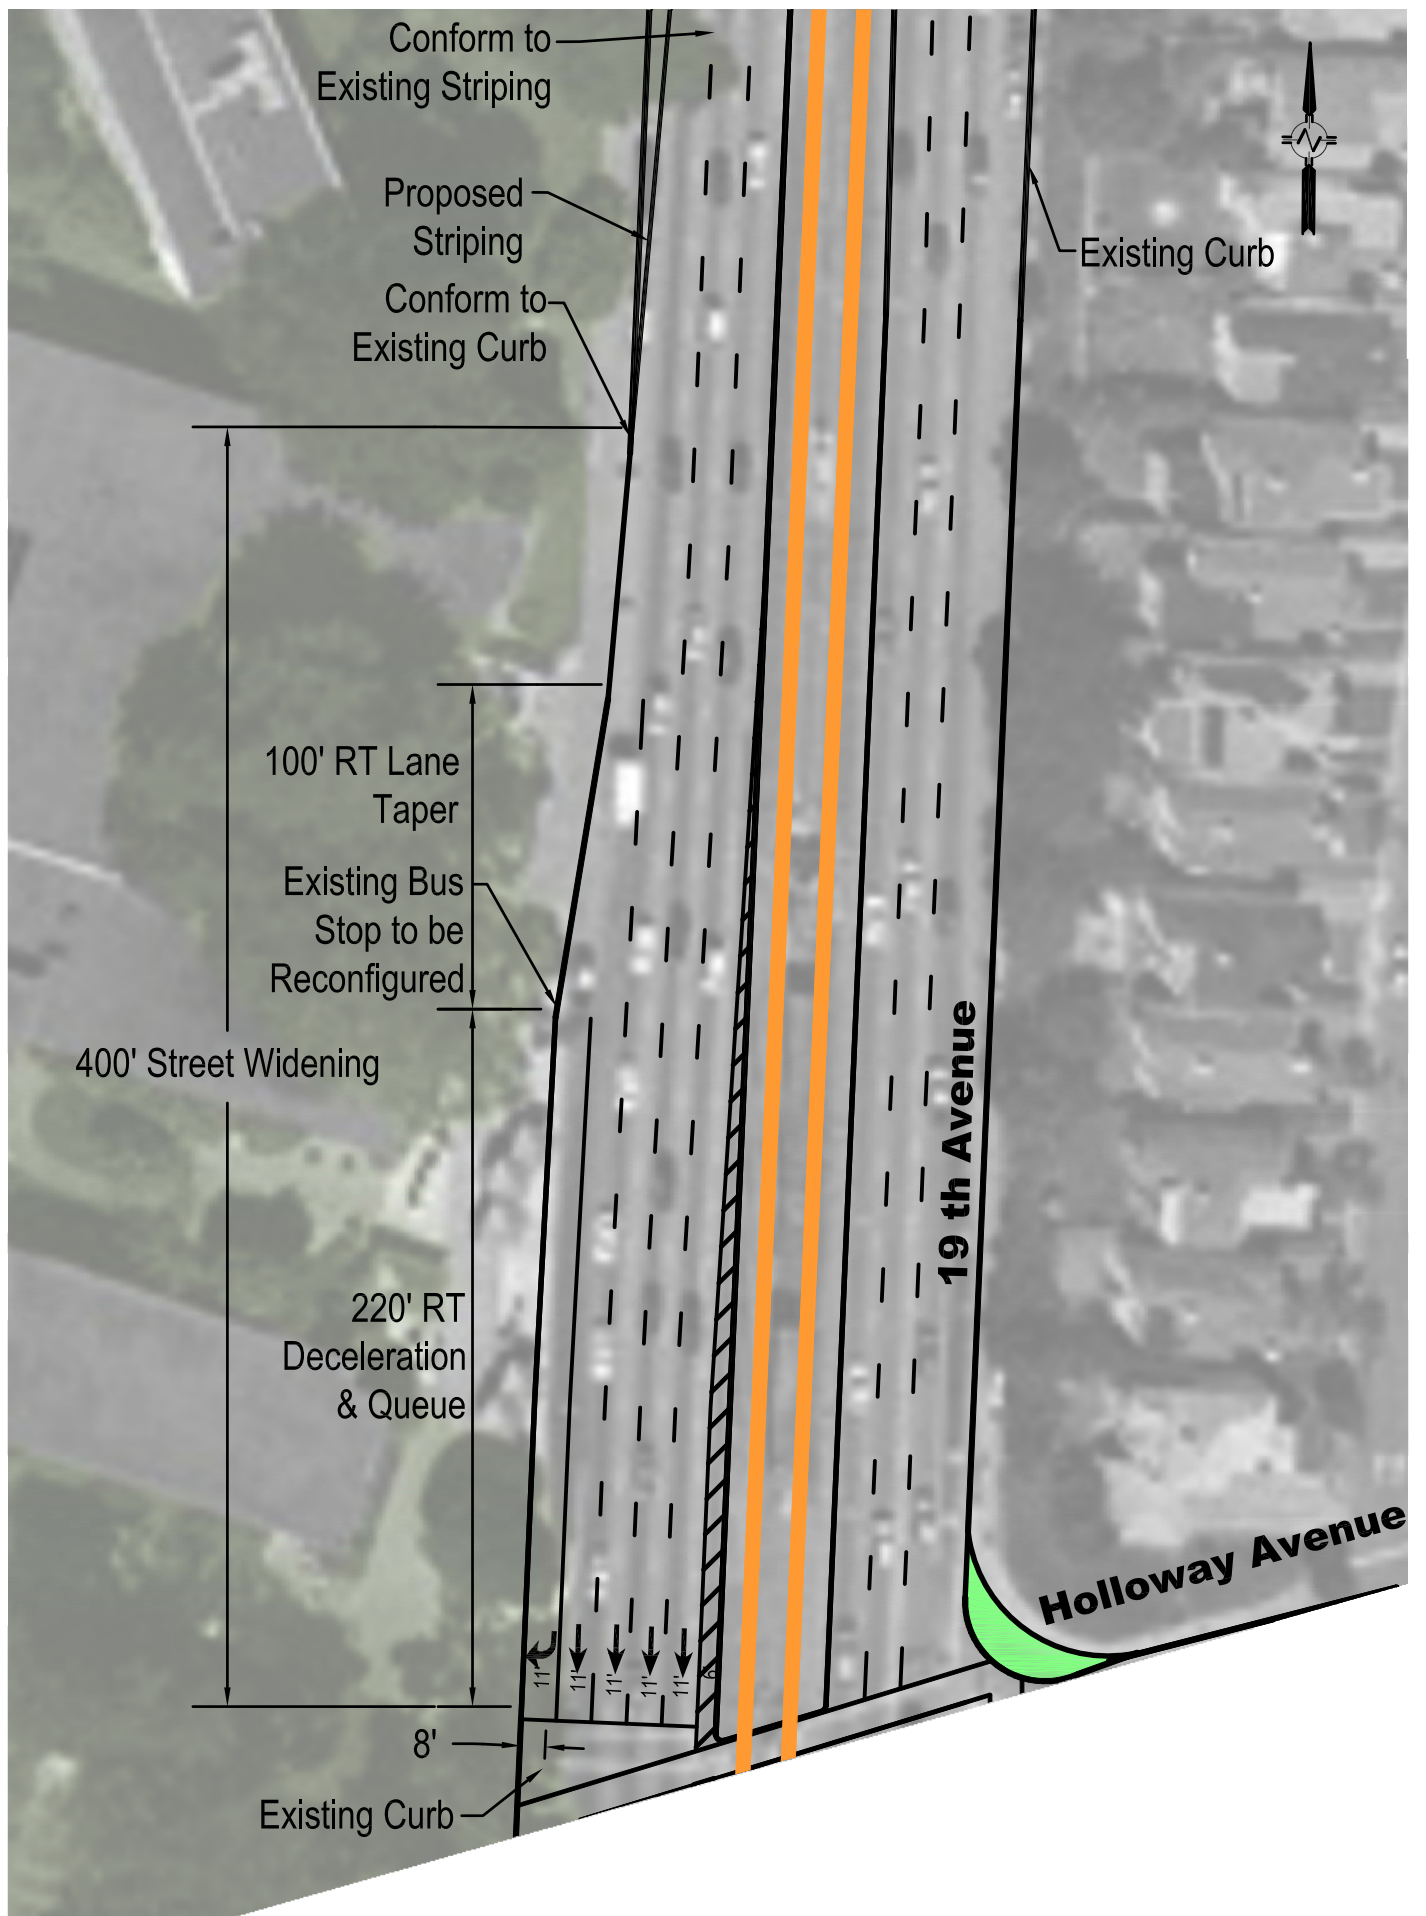 Conform to
Existing Striping
Proposed
Striping
Conform to
Existing Curb
N
Existing Curb
100' RT Lane
Taper
Existing Bus
Stop to be
Reconfigured
400' Street Widening
19 th Avenue
220' RT
Deceleration
& Queue
Holloway Avenue
11' 11' 11' 11' 11' 6'
8'
Existing Curb